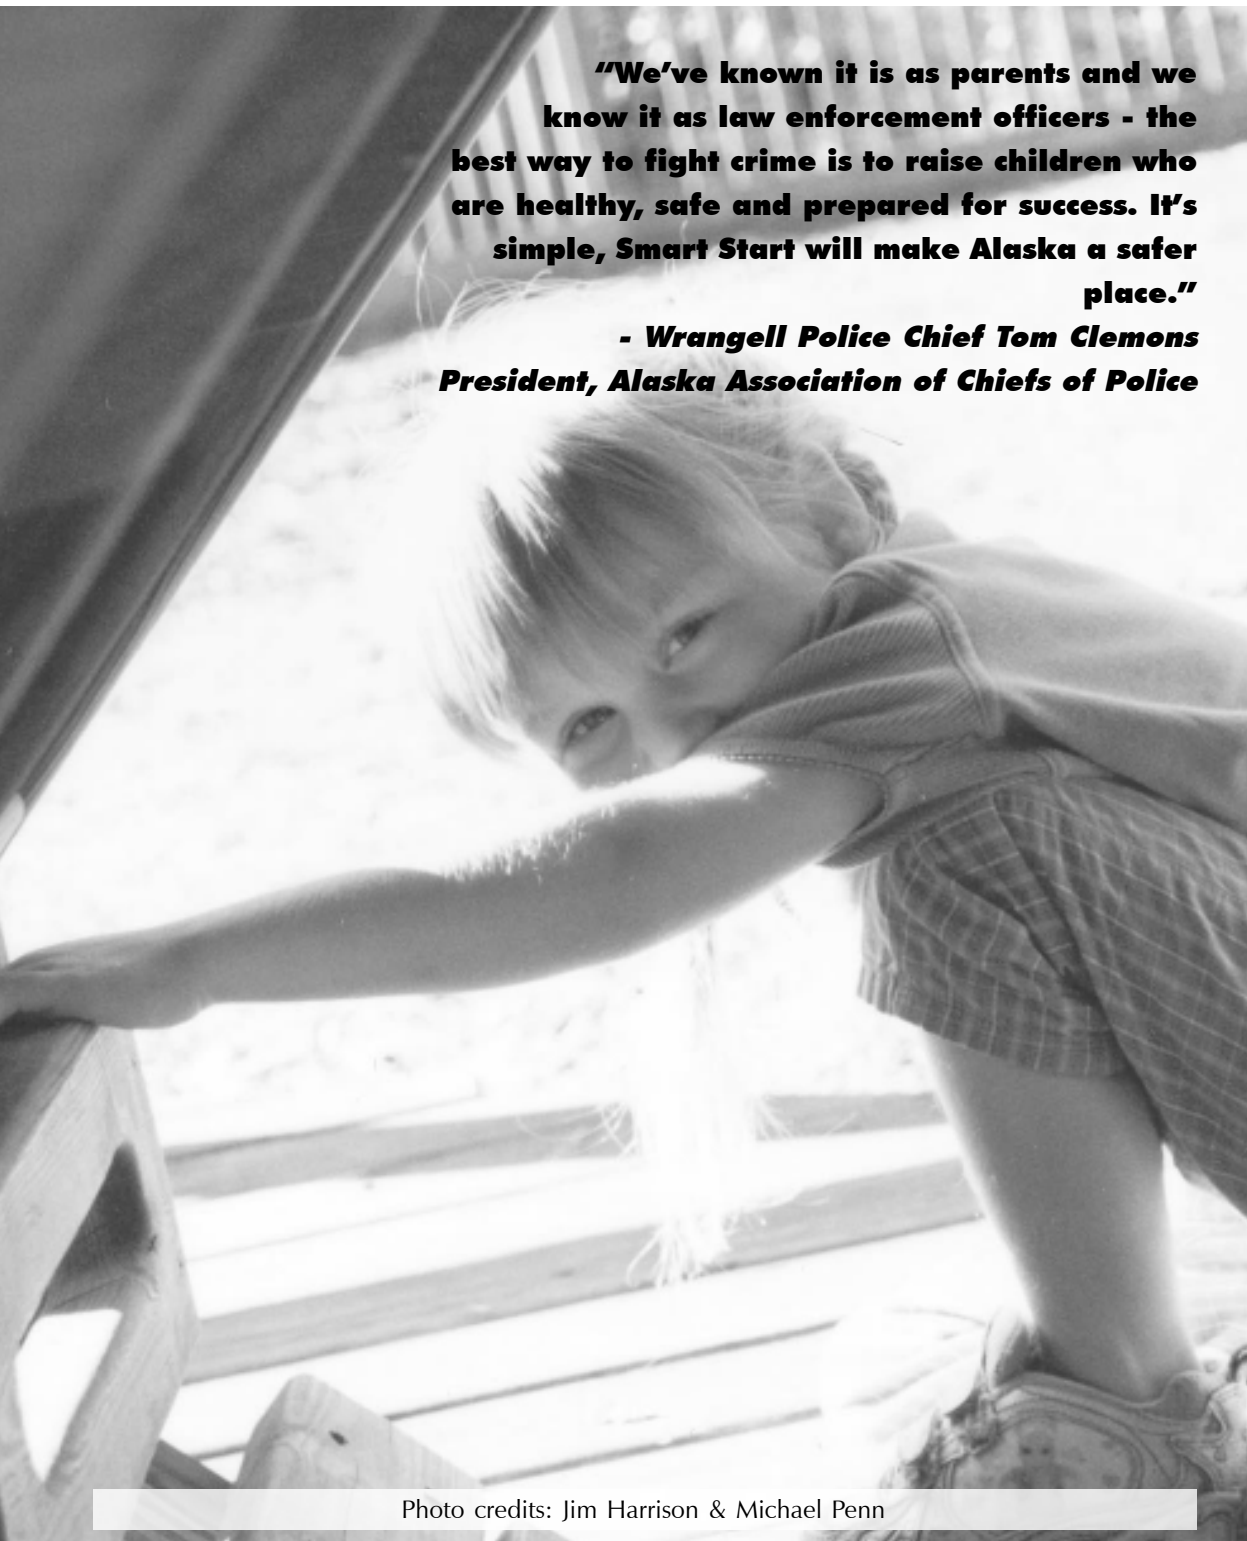 “We’ve known it is as parents and we
know it as law enforcement officers - the
best way to fight crime is to raise children who
are healthy, safe and prepared for success. It’s
simple, Smart Start will make Alaska a safer
place.”
- Wrangell Police Chief Tom Clemons
President, Alaska Association of Chiefs of Police
Photo credits: Jim Harrison & Michael Penn